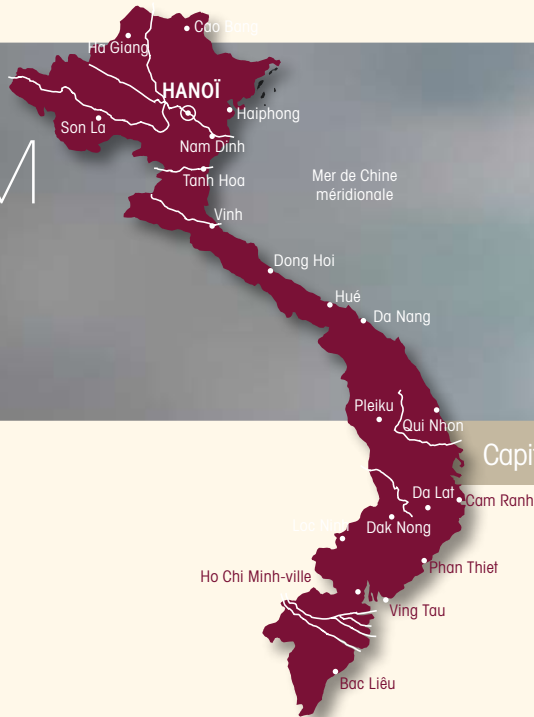 Cao Bang
Ha Giang
HANOÏ
Haiphong
Son La
Nam Dinh
M
Tanh Hoa
Mer de Chine
méridionale
Vinh
Dong Hoi
Hué
Da Nang
Pleiku
Qui Nhon
Da Lat
Cam Ranh
Loc Ninh
Dak Nong
Phan Thiet
Ho Chi Minh-ville
Ving Tau
Bac Liêu